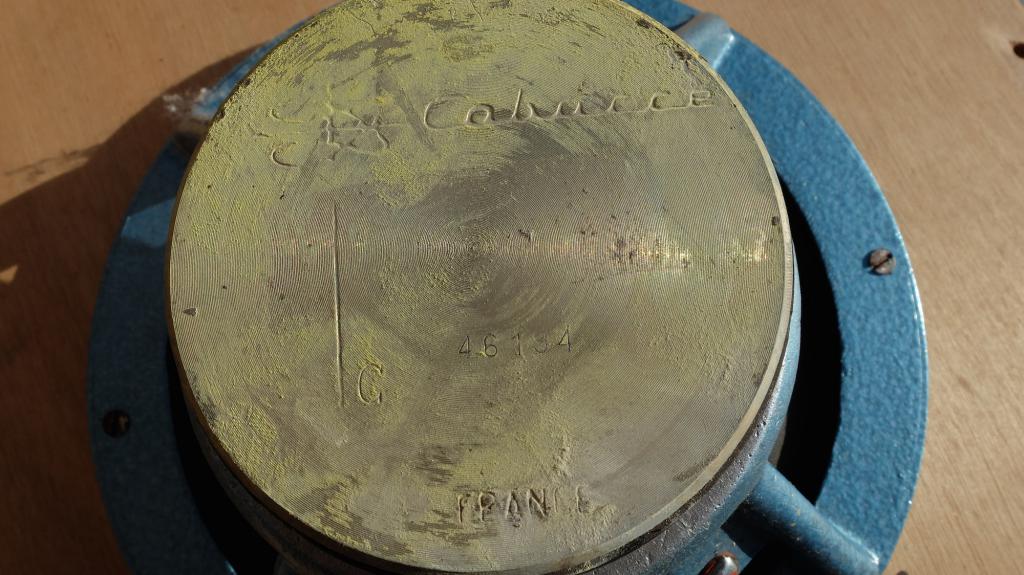 Cabasse
46134
G
FRANCE